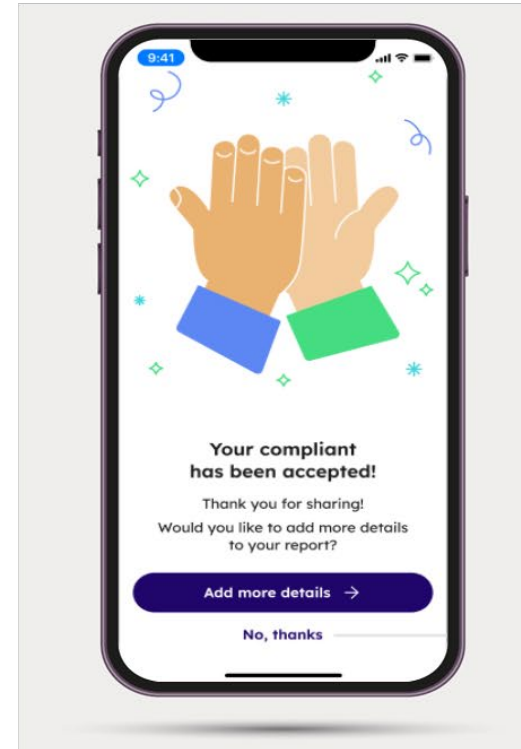 9:41
Your compliant
has been accepted!
Thank you for sharing!
Would you like to add more details
to your report?
Add more details →
No, thanks